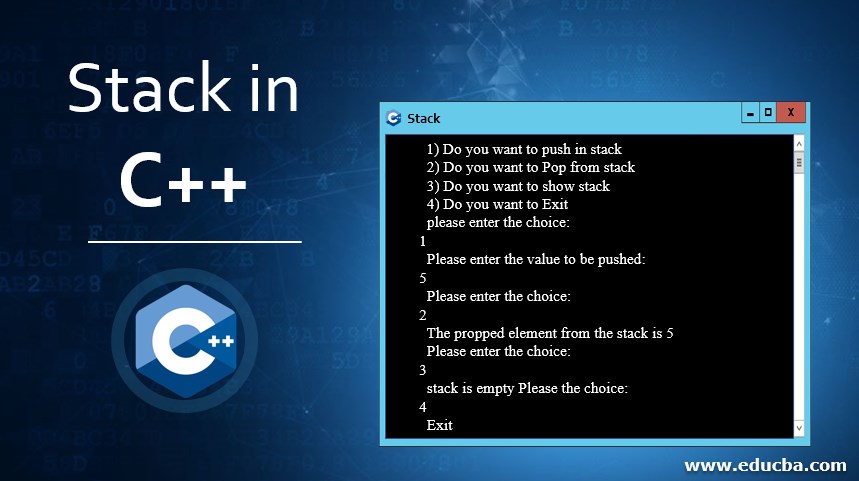 Stack in
C++
C++
Stack
1) Do you want to push in stack
2) Do you want to Pop from stack
3) Do you want to show stack
4) Do you want to Exit
please enter the choice:
1
Please enter the value to be pushed:
5
Please enter the choice:
2
The propped element from the stack is 5
Please enter the choice:
3
stack is empty Please the choice:
4
Exit
www.educba.com